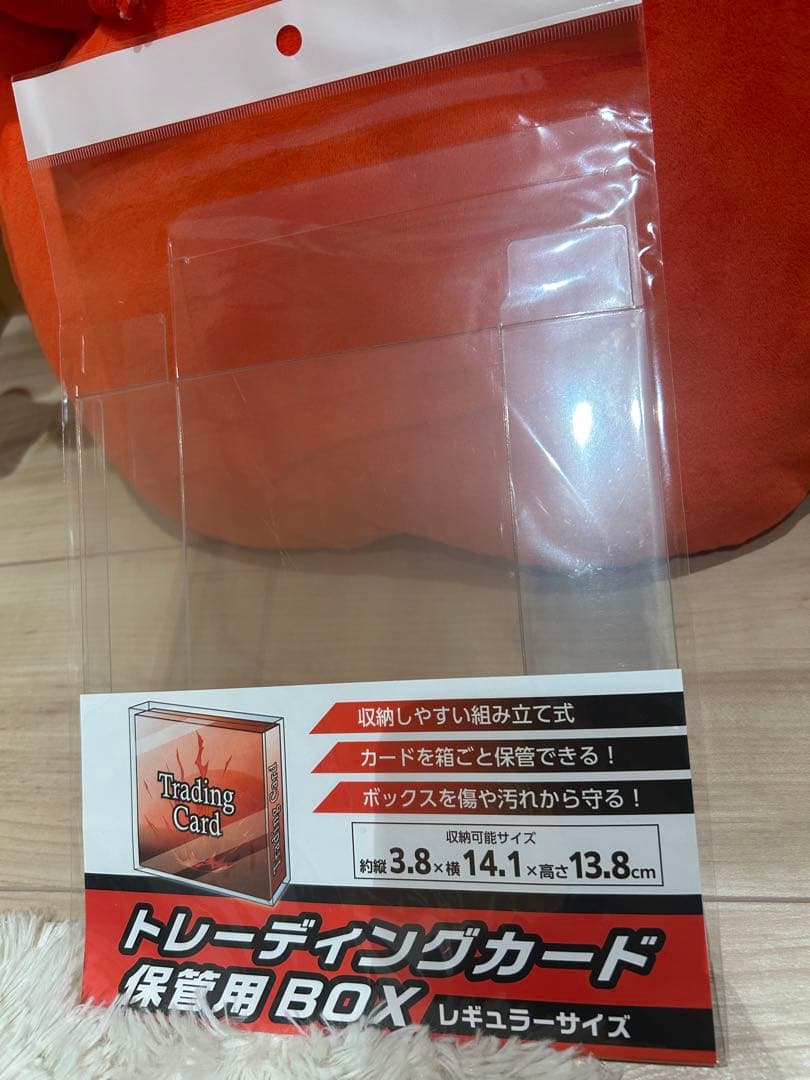 Trading
Card
Trading Card
収納しやすい組み立て式
カードを箱ごと保管できる！
ボックスを傷や汚れから守る！
収納可能サイズ
約縦3.8×横14.1×高さ13.8cm
トレーディングカード
保管用BOX レギュラーサイズ